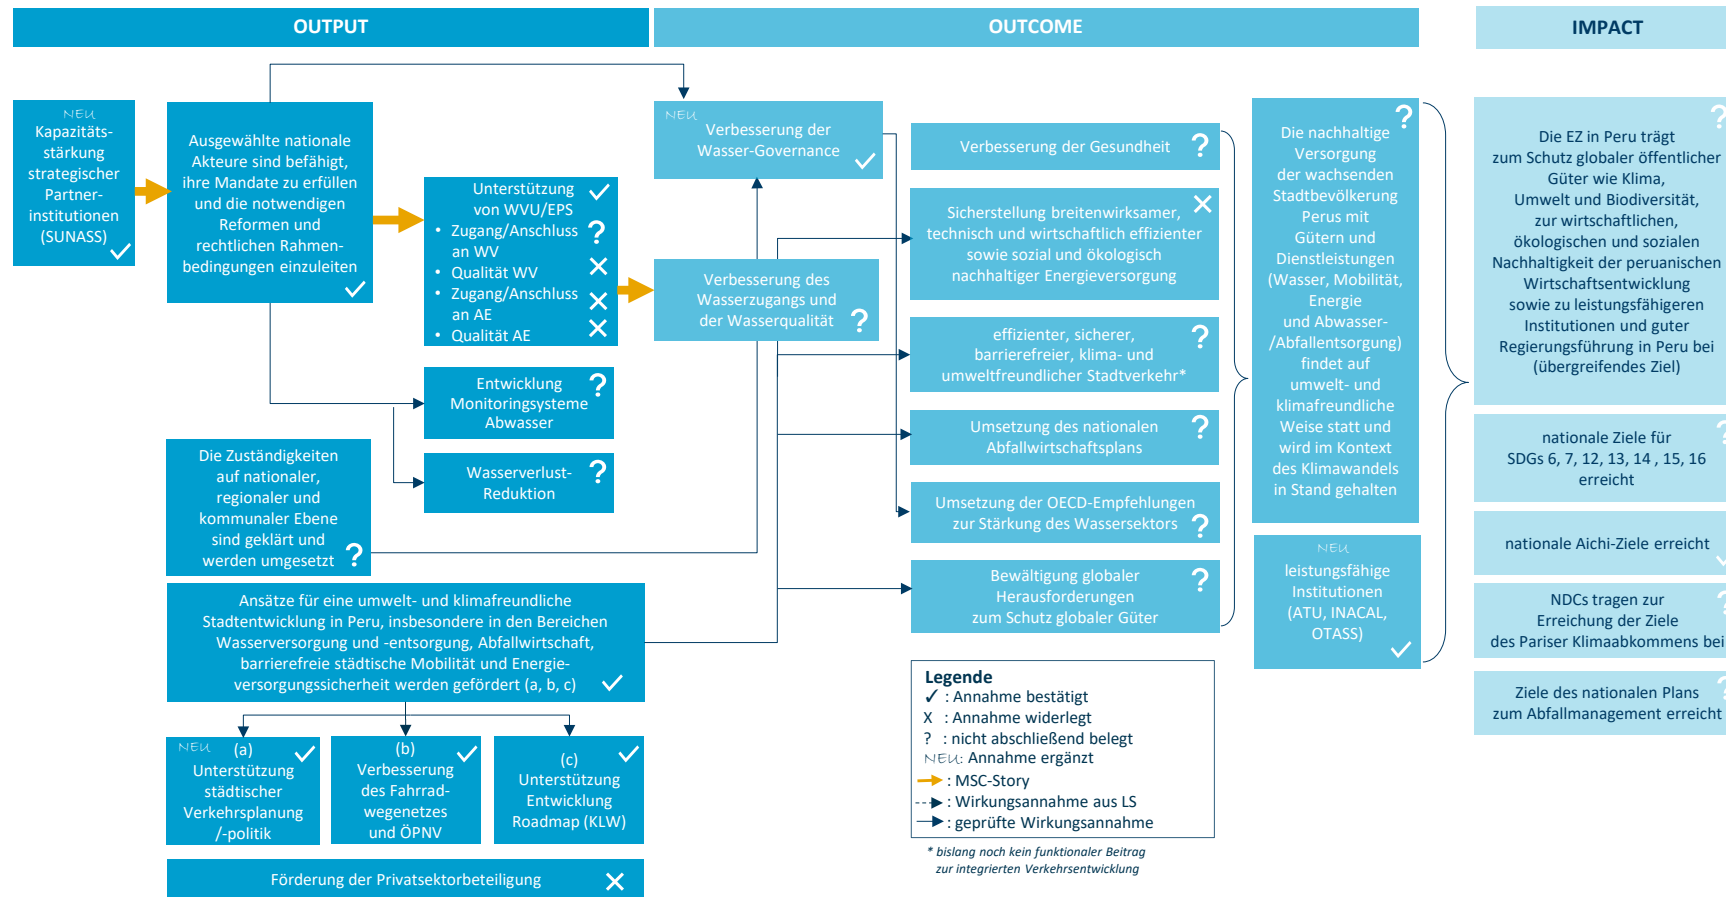 OUTPUT
OUTCOME
IMPACT
NEU
Kapazitäts-
stärkung
strategischer
Partner-
institutionen
(SUNASS)
Ausgewählte nationale
Akteure sind befähigt,
ihre Mandate zu erfüllen
und die notwendigen
Reformen und
rechtlichen Rahmen-
bedingungen einzuleiten
Unterstützung
von WVU/EPS
• Zugang/Anschluss
an WV
• Qualität WV
• Zugang/Anschluss
an AE
• Qualität AE
Entwicklung
Monitoringsysteme
Abwasser
Wasserverlust-
Reduktion
Die Zuständigkeiten
auf nationaler,
regionaler und
kommunaler Ebene
sind geklärt und
werden umgesetzt
Ansätze für eine umwelt- und klimafreundliche
Stadtentwicklung in Peru, insbesondere in den Bereichen
Wasserversorgung und -entsorgung, Abfallwirtschaft,
barrierefreie städtische Mobilität und Energie-
versorgungssicherheit werden gefördert (a, b, c)
NEU
(a)
Unterstützung
städtischer
Verkehrsplanung
/-politik
(b)
Verbesserung
des Fahrrad-
wegenetzes
und ÖPNV
(c)
Unterstützung
Entwicklung
Roadmap (KLW)
Förderung der Privatsektorbeteiligung
NEU
Verbesserung der
Wasser-Governance
Verbesserung des
Wasserzugangs und
der Wasserqualität
Verbesserung der Gesundheit
Sicherstellung breitenwirksamer,
technisch und wirtschaftlich effizienter
sowie sozial und ökologisch
nachhaltiger Energieversorgung
effizienter, sicherer,
barrierefreier, klima- und
umweltfreundlicher Stadtverkehr*
Umsetzung des nationalen
Abfallwirtschaftsplans
Umsetzung der OECD-Empfehlungen
zur Stärkung des Wassersektors
Bewältigung globaler
Herausforderungen
zum Schutz globaler Güter
Die nachhaltige
Versorgung
der wachsenden
Stadtbevölkerung
Perus mit
Gütern und
Dienstleistungen
(Wasser, Mobilität,
Energie
und Abwasser-
/Abfallentsorgung)
findet auf
umwelt- und
klimafreundliche
Weise statt und
wird im Kontext
des Klimawandels
in Stand gehalten
NEU
leistungsfähige
Institutionen
(ATU, INACAL,
OTASS)
Die EZ in Peru trägt
zum Schutz globaler öffentlicher
Güter wie Klima,
Umwelt und Biodiversität,
zur wirtschaftlichen,
ökologischen und sozialen
Nachhaltigkeit der peruanischen
Wirtschaftsentwicklung
sowie zu leistungsfähigeren
Institutionen und guter
Regierungsführung in Peru bei
(übergreifendes Ziel)
nationale Ziele für
SDGs 6, 7, 12, 13, 14 , 15, 16
erreicht
nationale Aichi-Ziele erreicht
NDCs tragen zur
Erreichung der Ziele
des Pariser Klimaabkommens bei
Ziele des nationalen Plans
zum Abfallmanagement erreicht
Legende
✓ : Annahme bestätigt
X : Annahme widerlegt
? : nicht abschließend belegt
NEU: Annahme ergänzt
: MSC-Story
: Wirkungsannahme aus LS
: geprüfte Wirkungsannahme
* bislang noch kein funktionaler Beitrag
zur integrierten Verkehrsentwicklung